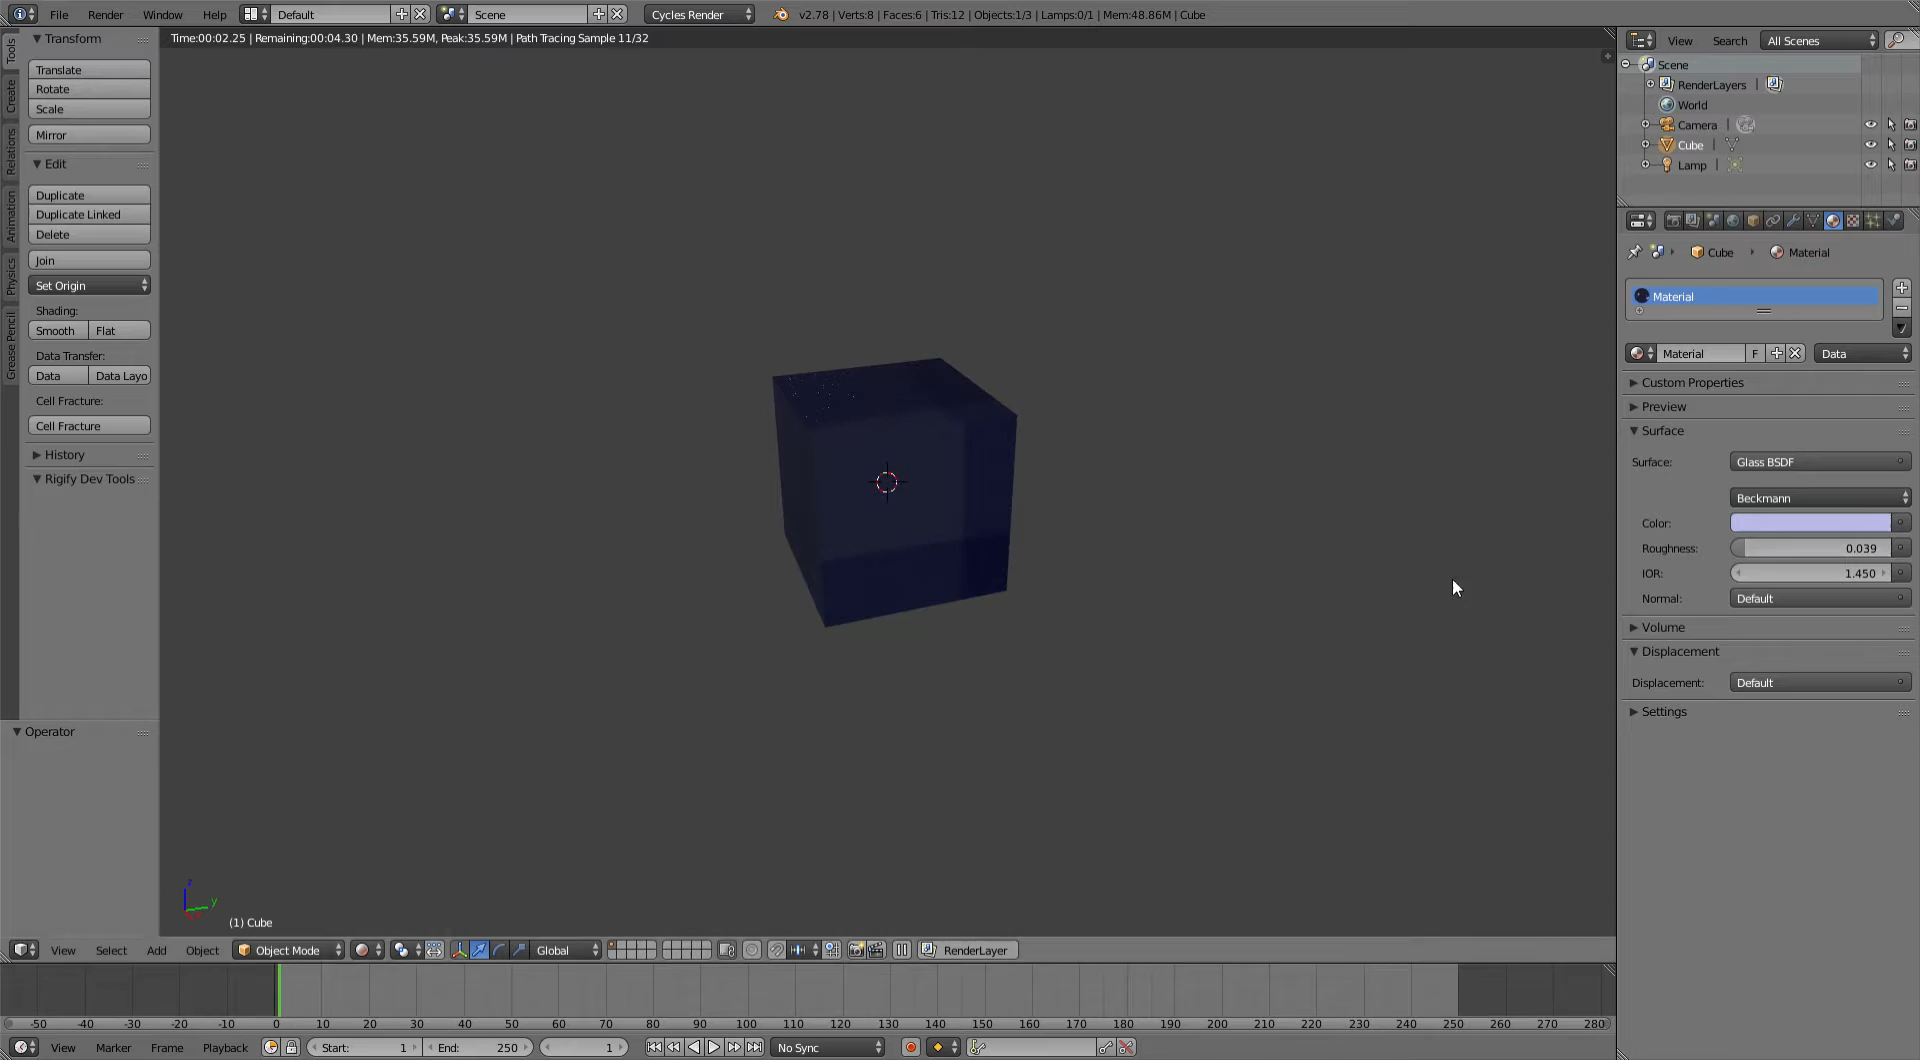 File Render Window Help Default Scene Cycles Render v2.78 | Verts:8 | Faces:6 | Tris:12 | Objects:1/3 | Lamps:0/1 | Mem:48.86M | Cube
Time:00:02.25 | Remaining:00:04.30 | Mem:35.59M, Peak:35.59M | Path Tracing Sample 11/32
Tools
Create
Relations
Animation
Physics
Grease Pencil
Transform
Translate
Rotate
Scale
Mirror
Edit
Duplicate
Duplicate Linked
Delete
Join
Set Origin
Shading:
Smooth Flat
Data Transfer:
Data Data Layo
Cell Fracture:
Cell Fracture
History
Rigify Dev Tools
Operator
z
y
(1) Cube
View Select Add Object Object Mode Global RenderLayer
-50 -40 -30 -20 -10 0 10 20 30 40 50 60 70 80 90 100 110 120 130 140 150 160 170 180 190 200 210 220 230 240 250 260 270 280
View Marker Frame Playback Start: 1 End: 250 1 No Sync
View Search All Scenes
Scene
RenderLayers |
World
Camera |
Cube |
Lamp |
Cube Material
Material
Material F Data
Custom Properties
Preview
Surface
Surface: Glass BSDF
Beckmann
Color:
Roughness: 0.039
IOR: 1.450
Normal: Default
Volume
Displacement
Displacement: Default
Settings